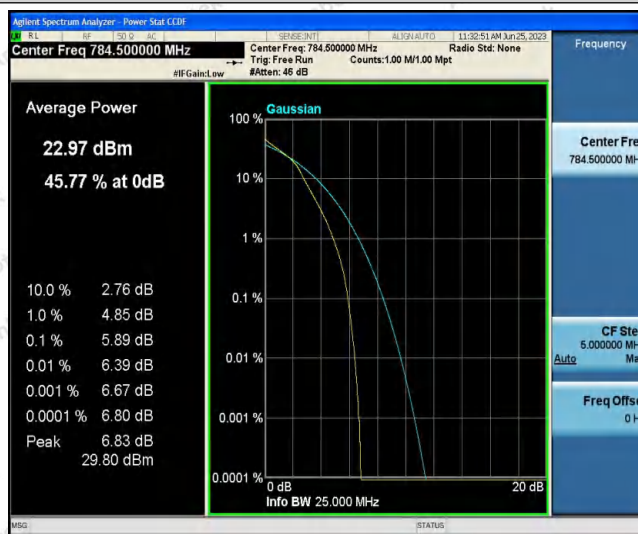 Agilent Spectrum Analyzer - Power Stat CCDF
RL RF 50 Ω AC SENSE:INT ALIGN AUTO 11:32:51 AM Jun 25, 2023
Center Freq 784.500000 MHz
Center Freq: 784.500000 MHz Radio Std: None
Trig: Free Run Counts:1.00 M/1.00 Mpt
#IFGain:Low #Atten: 46 dB
Frequency
Average Power
22.97 dBm
45.77 % at 0dB
10.0 % 2.76 dB
1.0 % 4.85 dB
0.1 % 5.89 dB
0.01 % 6.39 dB
0.001 % 6.67 dB
0.0001 % 6.80 dB
Peak 6.83 dB
29.80 dBm
Gaussian
100 %
10 %
1 %
0.1 %
0.01 %
0.001 %
0.0001 %
0 dB 20 dB
Info BW 25.000 MHz
Center Fre
784.500000 MH
CF Ste
5.000000 MH
Auto Ma
Freq Offse
0 H
MSG STATUS